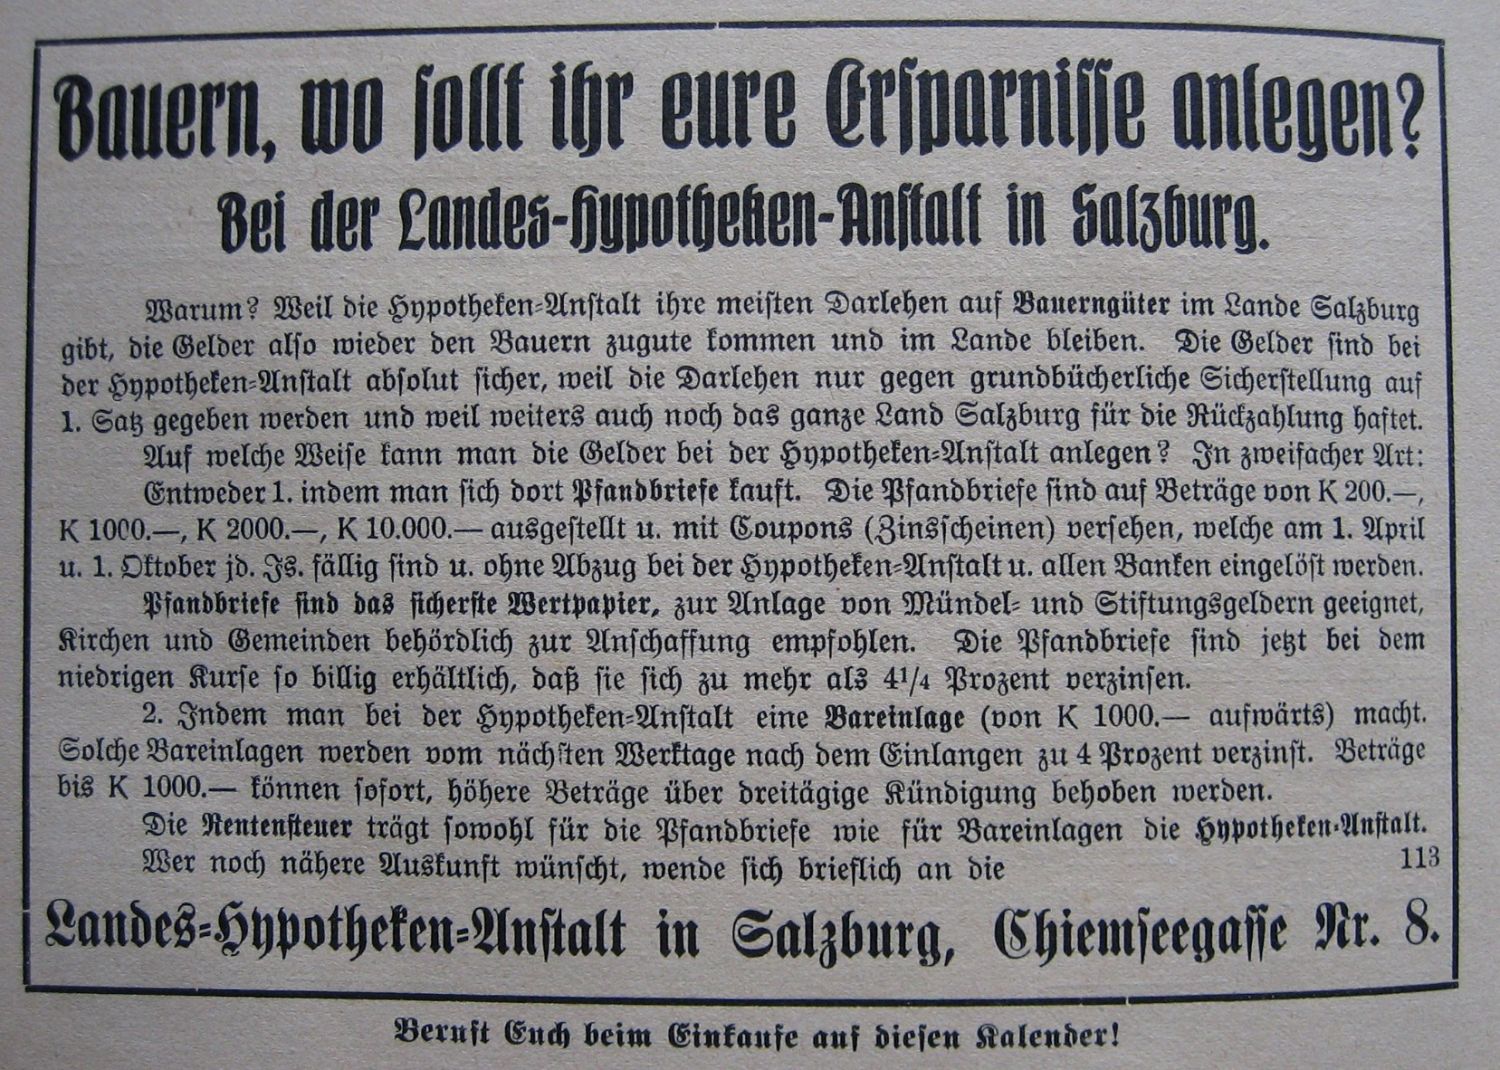 Bauern, wo sollt ihr eure Ersparnisse anlegen?
Bei der Landes-Hypotheken-Anstalt in Salzburg.
Warum? Weil die Hypotheken-Anstalt ihre meisten Darlehen auf Bauerngüter im Lande Salzburg
gibt, die Gelder also wieder den Bauern zugute kommen und im Lande bleiben. Die Gelder sind bei
der Hypotheken-Anstalt absolut sicher, weil die Darlehen nur gegen grundbücherliche Sicherstellung auf
1. Satz gegeben werden und weil weiters auch noch das ganze Land Salzburg für die Rückzahlung haftet.
Auf welche Weise kann man die Gelder bei der Hypotheken-Anstalt anlegen? In zweifacher Art:
Entweder 1. indem man sich dort Pfandbriefe kauft. Die Pfandbriefe sind auf Beträge von K 200.—,
K 1000.—, K 2000.—, K 10.000.— ausgestellt u. mit Coupons (Zinsscheinen) versehen, welche am 1. April
u. 1. Oktober jd. Js. fällig sind u. ohne Abzug bei der Hypotheken-Anstalt u. allen Banken eingelöst werden.
Pfandbriefe sind das sicherste Wertpapier, zur Anlage von Mündel- und Stiftungsgeldern geeignet,
Kirchen und Gemeinden behördlich zur Anschaffung empfohlen. Die Pfandbriefe sind jetzt bei dem
niedrigen Kurse so billig erhältlich, daß sie sich zu mehr als 4¹/₄ Prozent verzinsen.
2. Indem man bei der Hypotheken-Anstalt eine Bareinlage (von K 1000.— aufwärts) macht.
Solche Bareinlagen werden vom nächsten Werktage nach dem Einlangen zu 4 Prozent verzinst. Beträge
bis K 1000.— können sofort, höhere Beträge über dreitägige Kündigung behoben werden.
Die Rentensteuer trägt sowohl für die Pfandbriefe wie für Bareinlagen die Hypotheken-Anstalt.
Wer noch nähere Auskunft wünscht, wende sich brieflich an die 113
Landes-Hypotheken-Anstalt in Salzburg, Chiemseegasse Nr. 8.
Beruft Euch beim Einkaufe auf diesen Kalender!